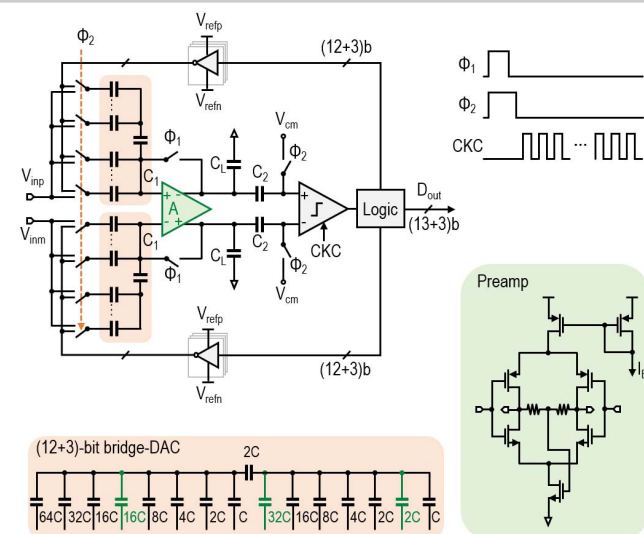 Φ2
Vrefp
Vrefn
(12+3)b
Φ1
Φ2
CKC
...
Vinp
Vinm
C1
Φ1
CL
C2
Vcm
Φ2
A
+ -
- +
+
-
Logic
Dout
(13+3)b
CKC
C1
Φ1
CL
C2
Φ2
Vcm
Vrefp
Vrefn
(12+3)b
Preamp
(12+3)-bit bridge-DAC
2C
64C 32C 16C 16C 8C 4C 2C C 32C 16C 8C 4C 2C 2C C